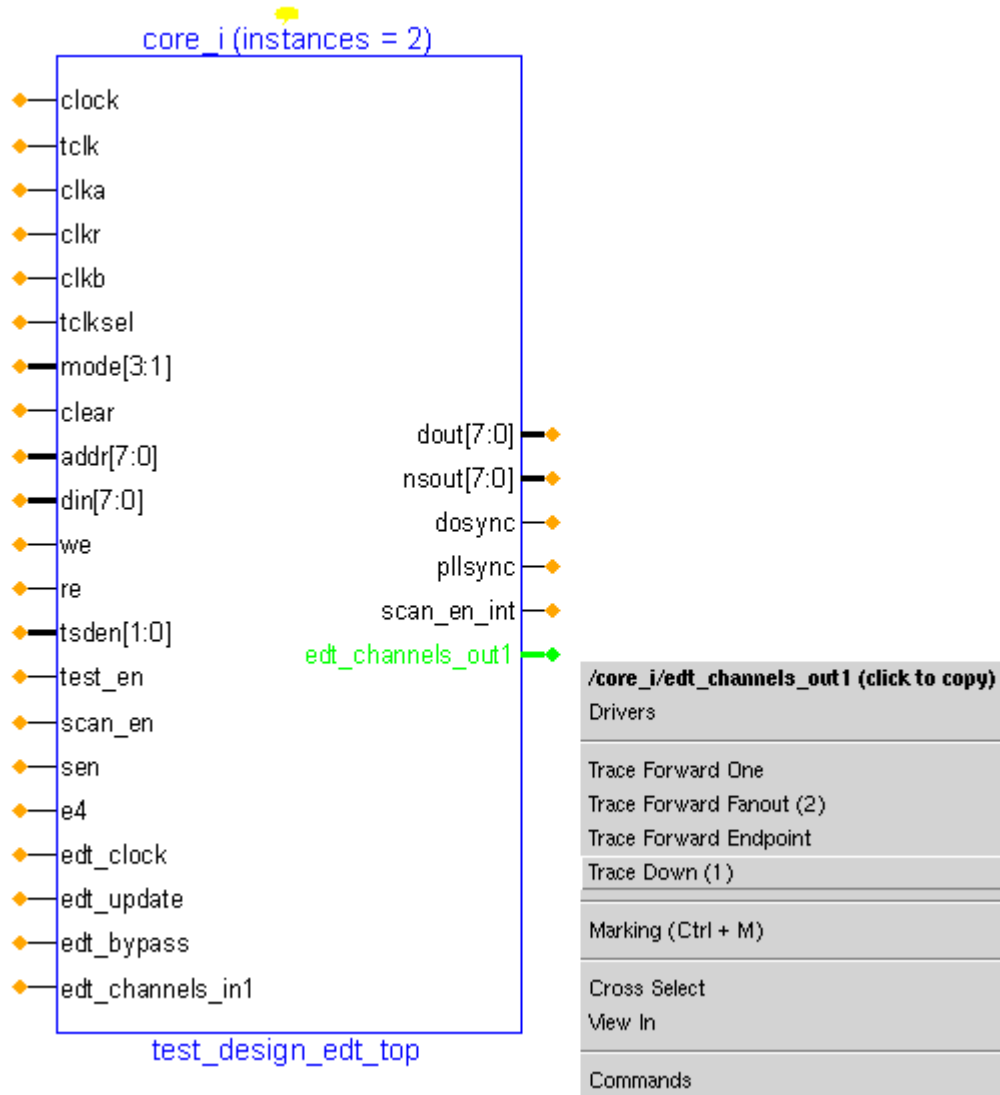 core_i (instances = 2)
clock
tclk
clka
clkr
clkb
tclksel
mode[3:1]
clear
addr[7:0]
din[7:0]
we
re
tsden[1:0]
test_en
scan_en
sen
e4
edt_clock
edt_update
edt_bypass
edt_channels_in1
dout[7:0]
nsout[7:0]
dosync
pllsync
scan_en_int
edt_channels_out1
test_design_edt_top
/core_i/edt_channels_out1 (click to copy)
Drivers
Trace Forward One
Trace Forward Fanout (2)
Trace Forward Endpoint
Trace Down (1)
Marking (Ctrl + M)
Cross Select
View In
Commands